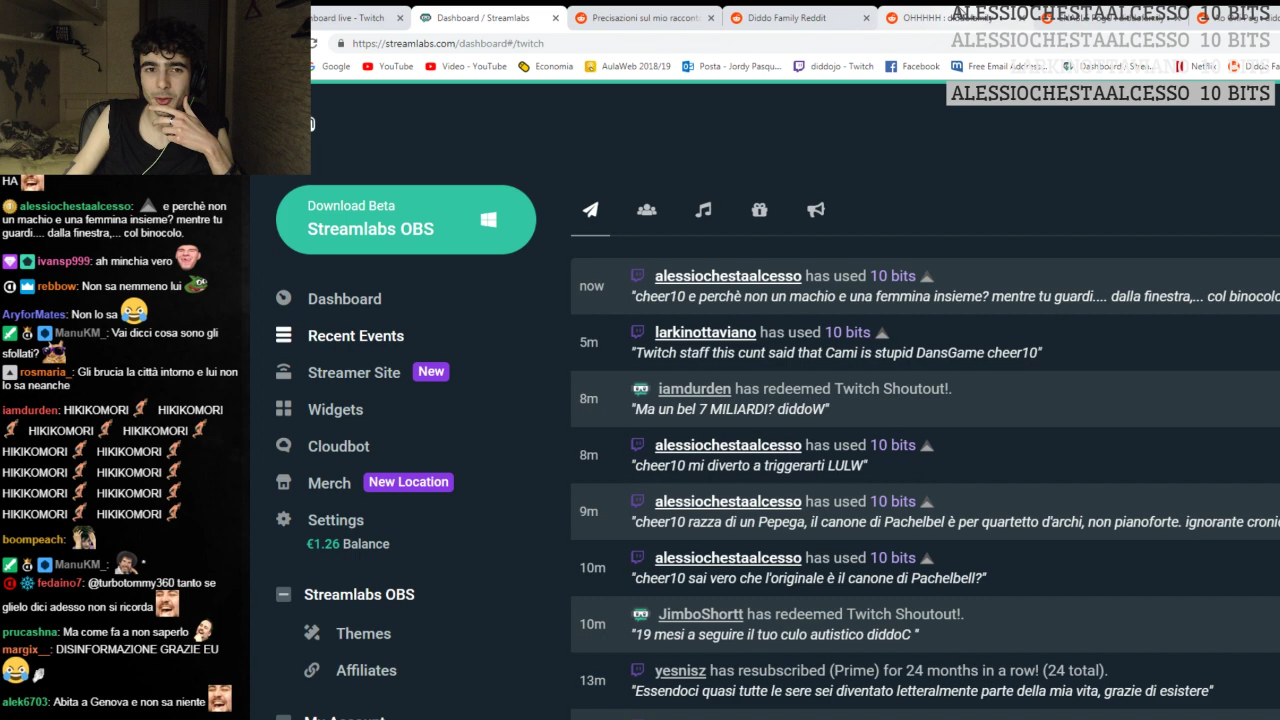 board live - Twitch
Dashboard / Streamlabs
Precisazioni sul mio raccont
Diddo Family Reddit
OHHHHH :
ALESSIOCHESTAALCESSO 10 BITS
https://streamlabs.com/dashboard#/twitch
ALESSIOCHESTAALCESSO 10 BITS
Google
YouTube
Video - YouTube
Economia
AulaWeb 2018/19
Posta - Jordy Pasqu...
diddojo - Twitch
Facebook
Free Email Address...
ALESSIOCHESTAALCESSO 10 BITS
HA
alessiochestaalcesso: e perchè non
un machio e una femmina insieme? mentre tu
guardi.... dalla finestra,... col binocolo.
ivansp999: ah minchia vero
rebbow: Non sa nemmeno lui
AryforMates: Non lo sa
ManuKM_: Vai dicci cosa sono gli
sfollati?
rosmaria_: Gli brucia la città intorno e lui non
lo sa neanche
iamdurden: HIKIKOMORI HIKIKOMORI
HIKIKOMORI HIKIKOMORI
HIKIKOMORI HIKIKOMORI
HIKIKOMORI HIKIKOMORI
HIKIKOMORI HIKIKOMORI
HIKIKOMORI HIKIKOMORI
boompeach:
ManuKM_: *
fedaino7: @turbotommy360 tanto se
glielo dici adesso non si ricorda
prucashna: Ma come fa a non saperlo
margix__: DISINFORMAZIONE GRAZIE EU
alek6703: Abita a Genova e non sa niente
Download Beta
Streamlabs OBS
Dashboard
Recent Events
Streamer Site New
Widgets
Cloudbot
Merch New Location
Settings
€1.26 Balance
Streamlabs OBS
Themes
Affiliates
My Account
now
alessiochestaalcesso has used 10 bits
"cheer10 e perchè non un machio e una femmina insieme? mentre tu guardi.... dalla finestra,... col binocolo
5m
larkinottaviano has used 10 bits
"Twitch staff this cunt said that Cami is stupid DansGame cheer10"
8m
iamdurden has redeemed Twitch Shoutout!.
"Ma un bel 7 MILIARDI? diddoW"
8m
alessiochestaalcesso has used 10 bits
"cheer10 mi diverto a triggerarti LULW"
9m
alessiochestaalcesso has used 10 bits
"cheer10 razza di un Pepega, il canone di Pachelbel è per quartetto d'archi, non pianoforte. ignorante cronic
10m
alessiochestaalcesso has used 10 bits
"cheer10 sai vero che l'originale è il canone di Pachelbell?"
10m
JimboShortt has redeemed Twitch Shoutout!.
"19 mesi a seguire il tuo culo autistico diddoC "
13m
yesnisz has resubscribed (Prime) for 24 months in a row! (24 total).
"Essendoci quasi tutte le sere sei diventato letteralmente parte della mia vita, grazie di esistere"